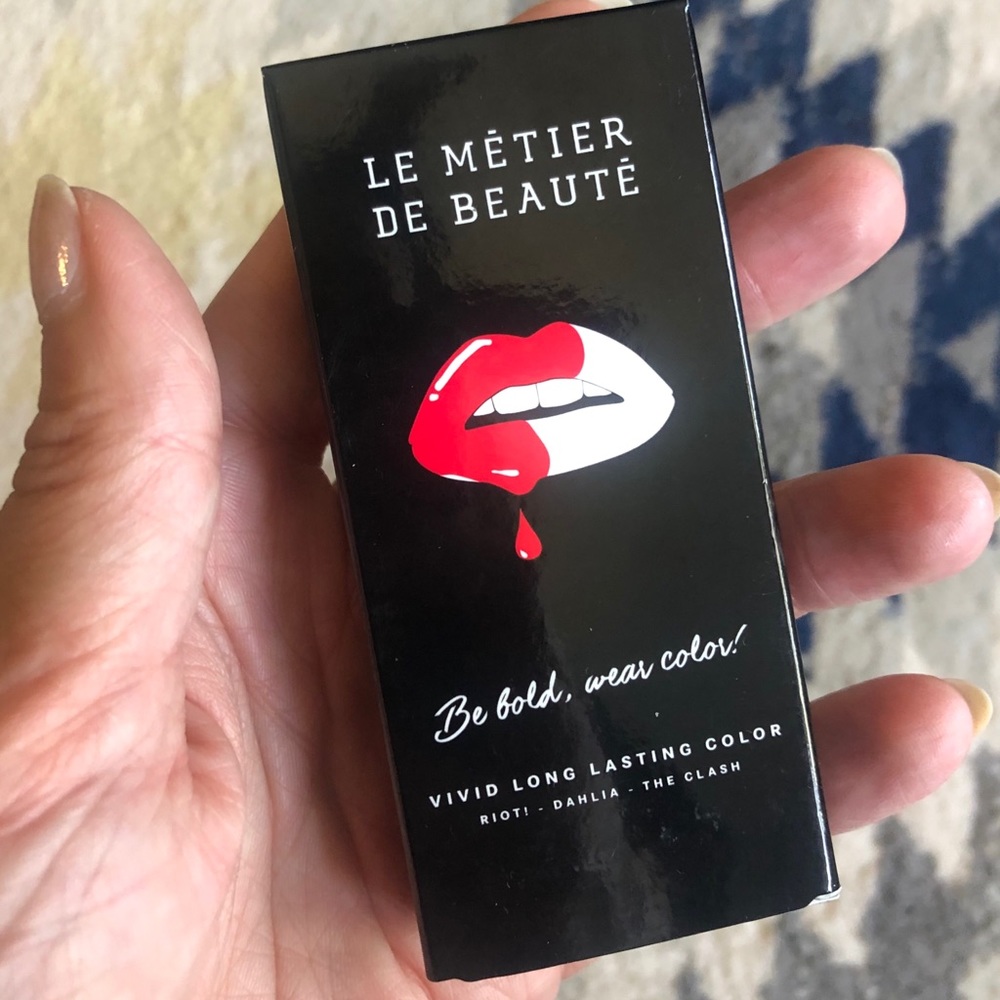 LE MÉTIER
DE BEAUTÉ
Be bold, wear color!
VIVID LONG LASTING COLOR
RIOT! - DAHLIA - THE CLASH